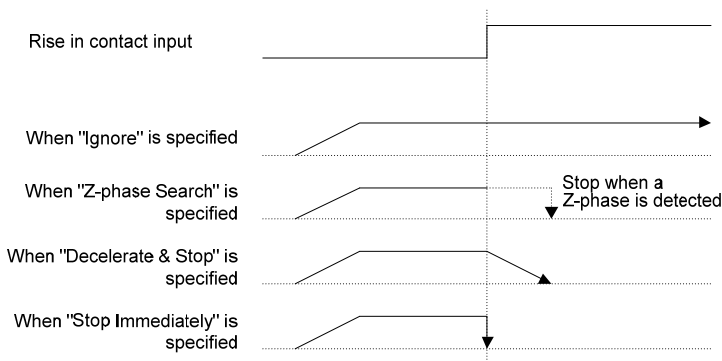 Rise in contact input
When "Ignore" is specified
When "Z-phase Search" is
specified
Stop when a
Z-phase is detected
When "Decelerate & Stop" is
specified
When "Stop Immediately" is
specified